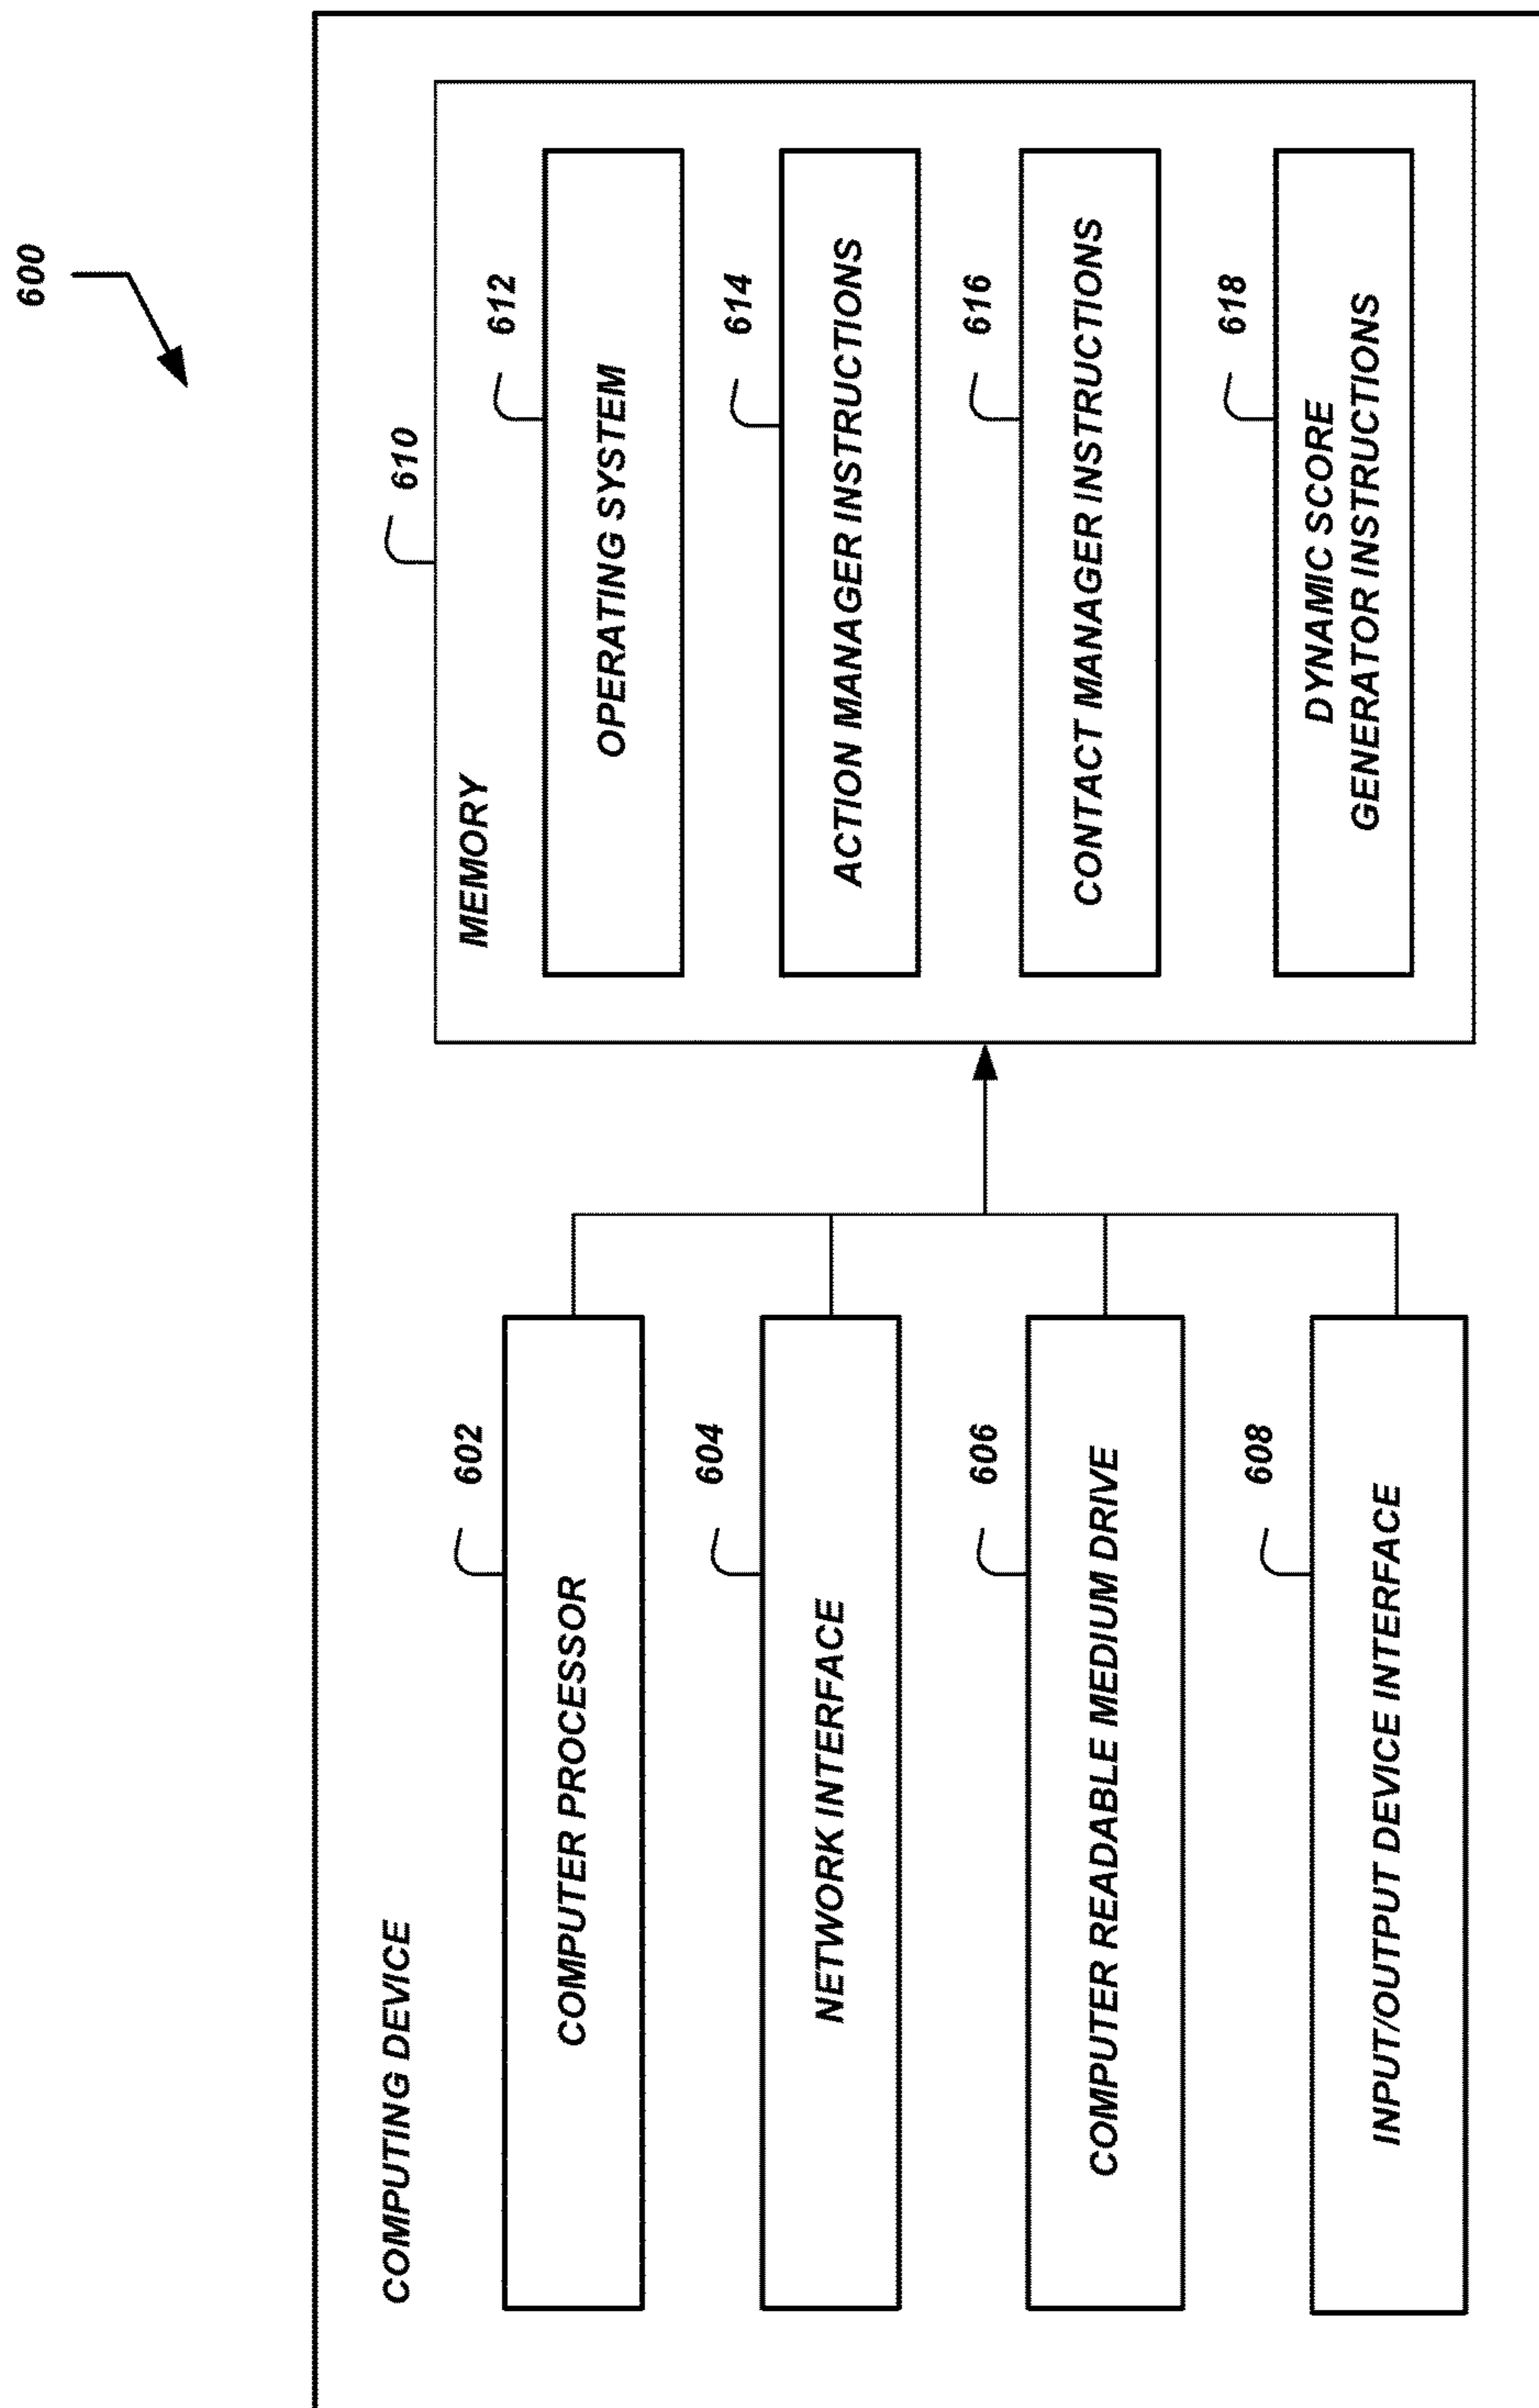 600
COMPUTING DEVICE
602
COMPUTER PROCESSOR
604
NETWORK INTERFACE
606
COMPUTER READABLE MEDIUM DRIVE
608
INPUT/OUTPUT DEVICE INTERFACE
610
MEMORY
612
OPERATING SYSTEM
614
ACTION MANAGER INSTRUCTIONS
616
CONTACT MANAGER INSTRUCTIONS
618
DYNAMIC SCORE
GENERATOR INSTRUCTIONS